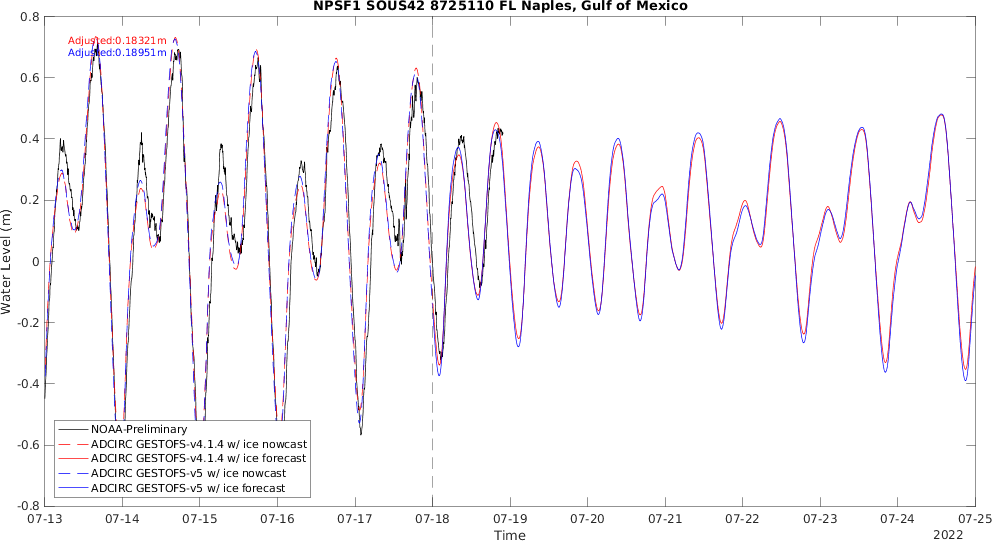 NPSF1 SOUS42 8725110 FL Naples, Gulf of Mexico
Adjusted:0.18321m
Adjusted:0.18951m
Water Level (m)
0.8
0.6
0.4
0.2
0
-0.2
-0.4
-0.6
-0.8
NOAA-Preliminary
ADCIRC GESTOFS-v4.1.4 w/ ice nowcast
ADCIRC GESTOFS-v4.1.4 w/ ice forecast
ADCIRC GESTOFS-v5 w/ ice nowcast
ADCIRC GESTOFS-v5 w/ ice forecast
07-13 07-14 07-15 07-16 07-17 07-18 07-19 07-20 07-21 07-22 07-23 07-24 07-25
Time
2022